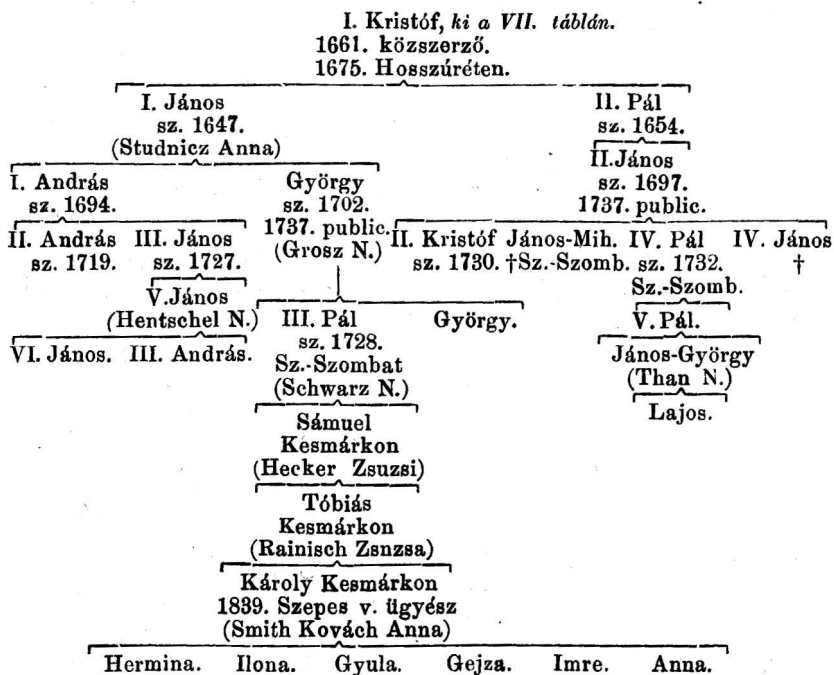 I. Kristóf, ki a VII. táblán.
1661. közszerző.
1675. Hosszúréten.
I. János II. Pál
sz. 1647. sz. 1654.
(Studnicz Anna) II.János
I. András György sz. 1697.
sz. 1694. sz. 1702. 1737. public.
1737. public.
II. András III. János (Grosz N.) II. Kristóf János-Mih. IV. Pál IV. János
sz. 1719. sz. 1727. sz. 1730. †Sz.-Szomb. sz. 1732. †
Sz.-Szomb.
V.János
(Hentschel N.) III. Pál György. V. Pál.
VI. János. III. András. sz. 1728. János-György
Sz.-Szombat (Than N.)
(Schwarz N.) Lajos.
Sámuel
Kesmárkon
(Hecker Zsuzsi)
Tóbiás
Kesmárkon
(Rainisch Zsnzsa)
Károly Kesmárkon
1839. Szepes v. ügyész
(Smith Kovách Anna)
Hermina. Ilona. Gyula. Gejza. Imre. Anna.